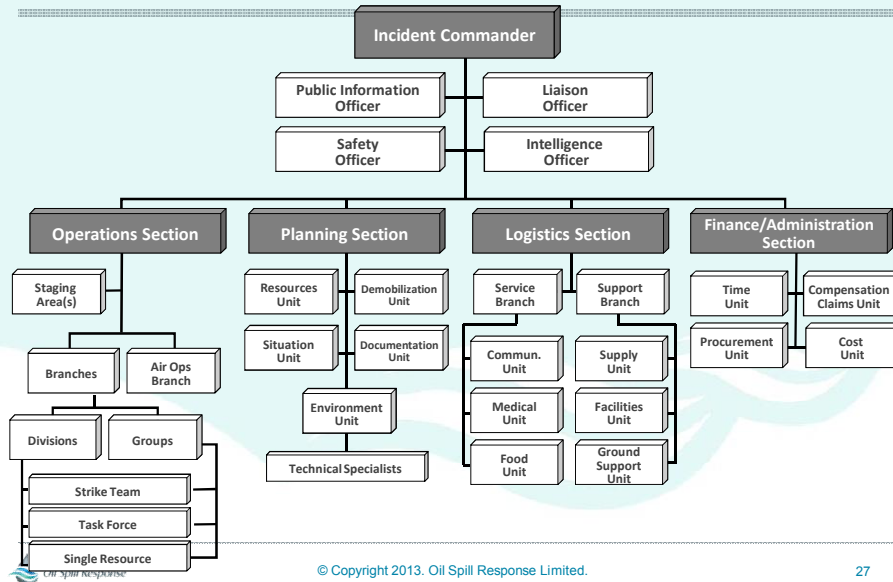 Incident Commander
Public Information
Officer
Liaison
Officer
Safety
Officer
Intelligence
Officer
Operations Section
Planning Section
Logistics Section
Finance/Administration
Section
Staging
Area(s)
Resources
Unit
Demobilization
Unit
Service
Branch
Support
Branch
Time
Unit
Compensation
Claims Unit
Situation
Unit
Documentation
Unit
Commun.
Unit
Supply
Unit
Procurement
Unit
Cost
Unit
Branches
Air Ops
Branch
Environment
Unit
Medical
Unit
Facilities
Unit
Divisions
Groups
Technical Specialists
Food
Unit
Ground
Support
Unit
Strike Team
Task Force
Single Resource
Oil Spill Response
© Copyright 2013. Oil Spill Response Limited.
27